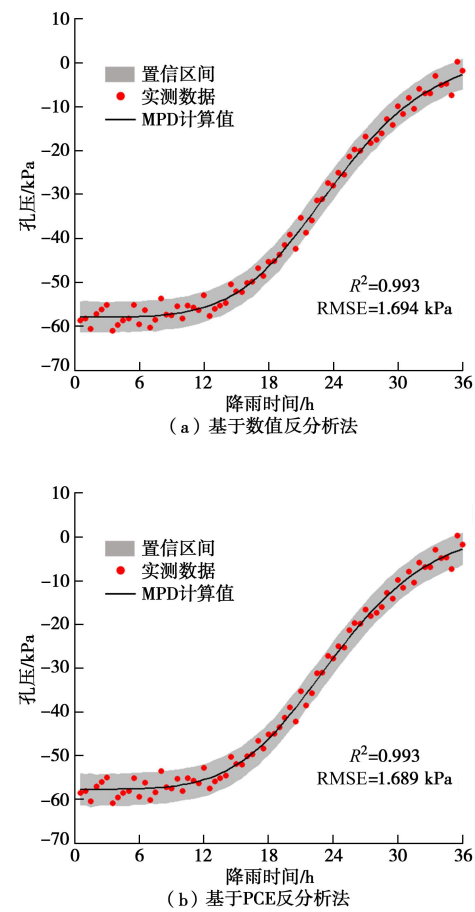 10
0
−10
−20
−30
−40
−50
−60
−70
孔压/kPa
置信区间
实测数据
MPD计算值
R²=0.993
RMSE=1.694 kPa
0 6 12 18 24 30 36
降雨时间/h
(a) 基于数值反分析法
10
0
−10
−20
−30
−40
−50
−60
−70
孔压/kPa
置信区间
实测数据
MPD计算值
R²=0.993
RMSE=1.689 kPa
0 6 12 18 24 30 36
降雨时间/h
(b) 基于PCE反分析法